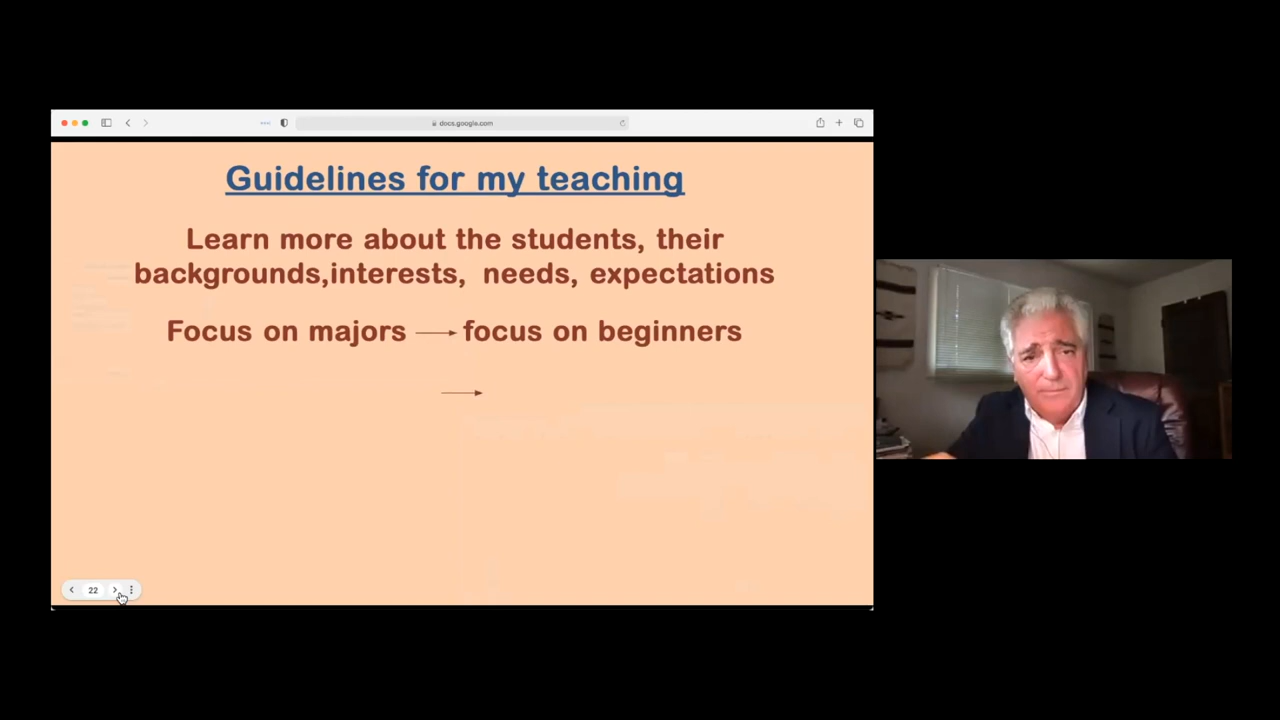 docs.google.com
Guidelines for my teaching
Learn more about the students, their
backgrounds,interests, needs, expectations
Focus on majors → focus on beginners
→
22